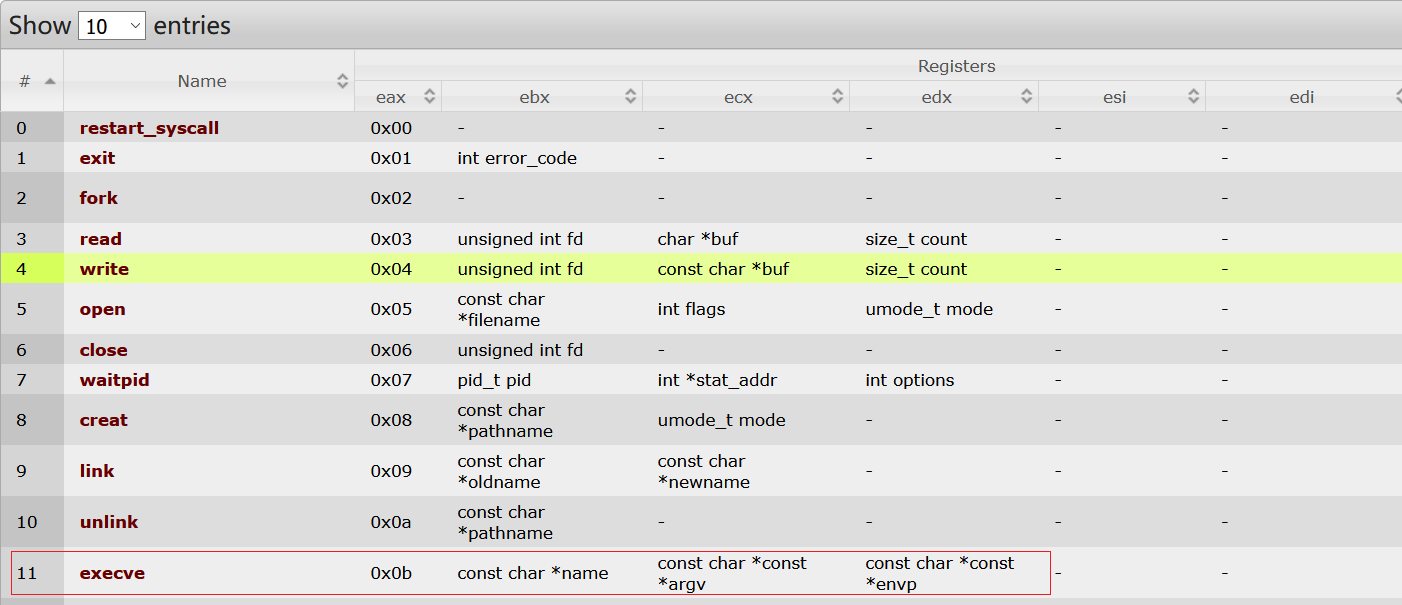 Show 10 entries
Registers
# Name
eax ebx ecx edx esi edi
0 restart_syscall 0x00 - - - - -
1 exit 0x01 int error_code - - - -
2 fork 0x02 - - - - -
3 read 0x03 unsigned int fd char *buf size_t count - -
4 write 0x04 unsigned int fd const char *buf size_t count - -
5 open 0x05 const char *filename int flags umode_t mode - -
6 close 0x06 unsigned int fd - - - -
7 waitpid 0x07 pid_t pid int *stat_addr int options - -
8 creat 0x08 const char *pathname umode_t mode - - -
9 link 0x09 const char *oldname const char *newname - - -
10 unlink 0x0a const char *pathname - - - -
11 execve 0x0b const char *name const char *const *argv const char *const *envp - -